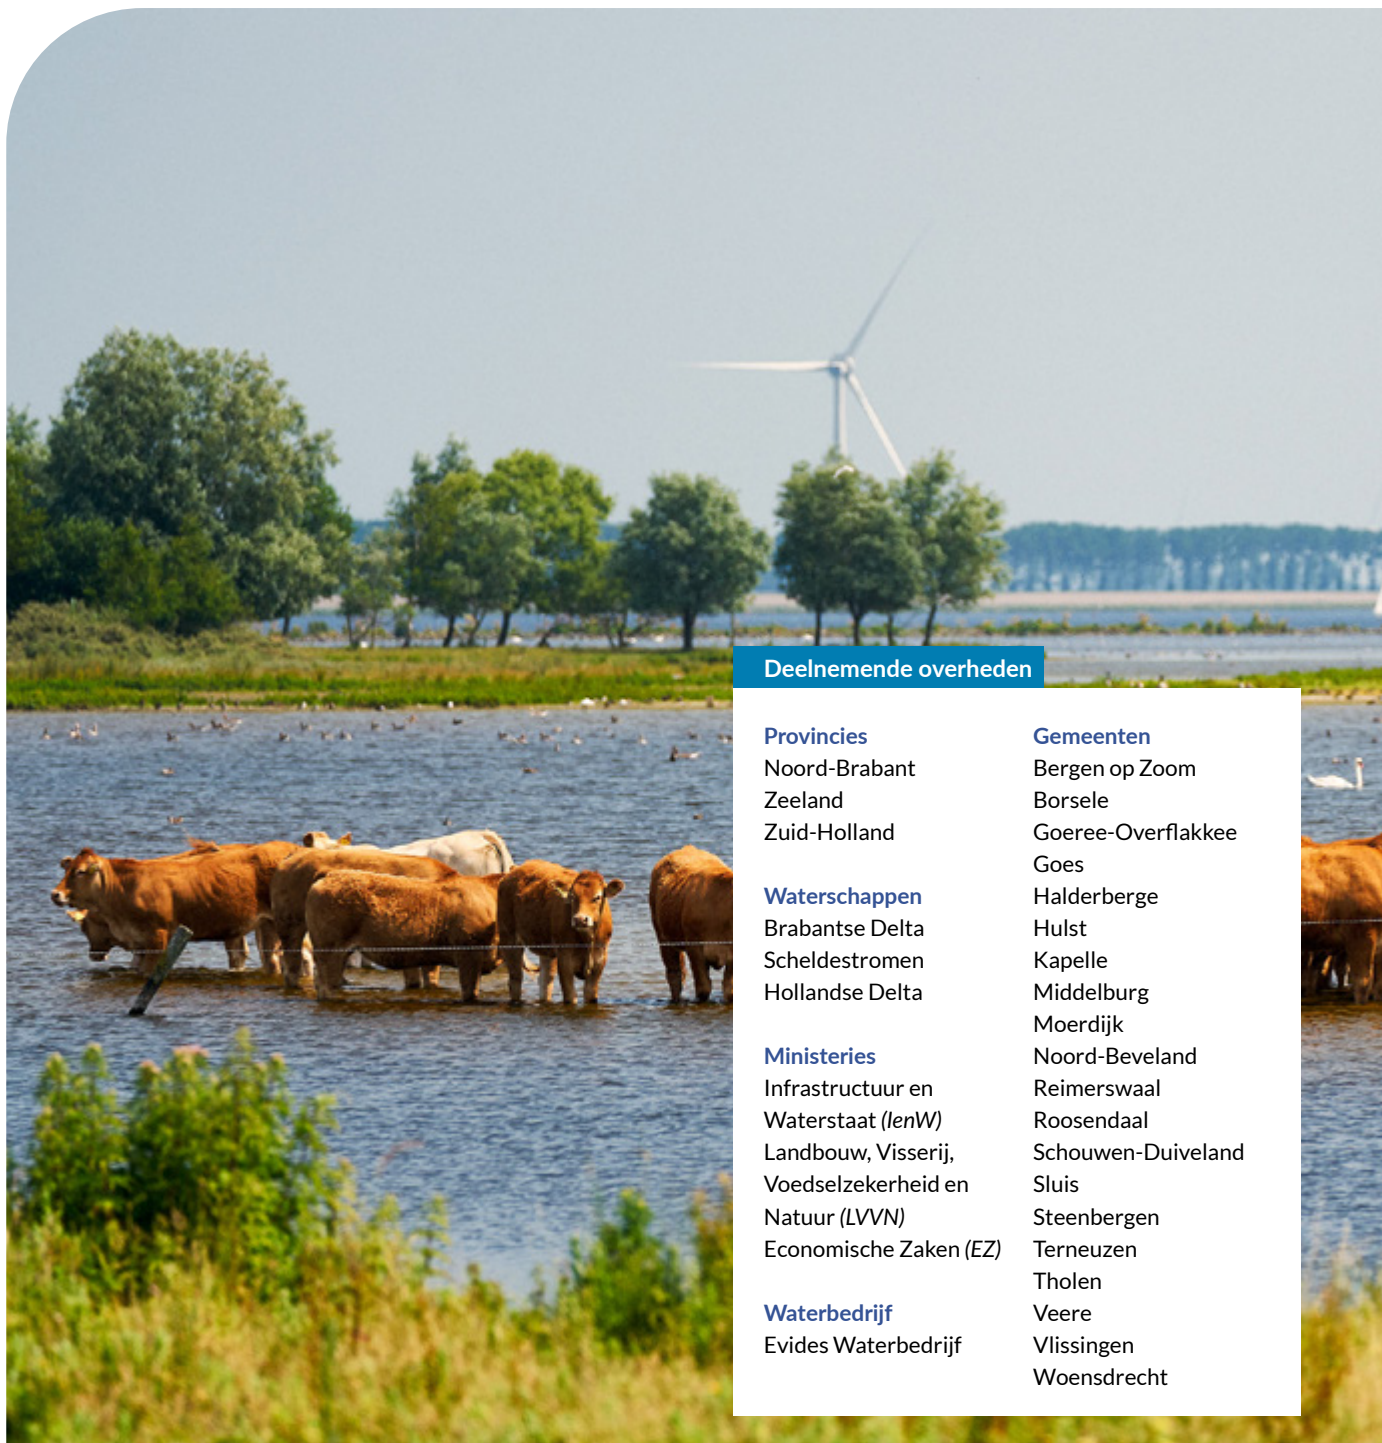 Deelnemende overheden
Provincies
Noord-Brabant
Zeeland
Zuid-Holland
Waterschappen
Brabantse Delta
Scheldestromen
Hollandse Delta
Ministeries
Infrastructuur en
Waterstaat (IenW)
Landbouw, Visserij,
Voedselzekerheid en
Natuur (LVVN)
Economische Zaken (EZ)
Waterbedrijf
Evides Waterbedrijf
Gemeenten
Bergen op Zoom
Borsele
Goeree-Overflakkee
Goes
Halderberge
Hulst
Kapelle
Middelburg
Moerdijk
Noord-Beveland
Reimerswaal
Roosendaal
Schouwen-Duiveland
Sluis
Steenbergen
Terneuzen
Tholen
Veere
Vlissingen
Woensdrecht